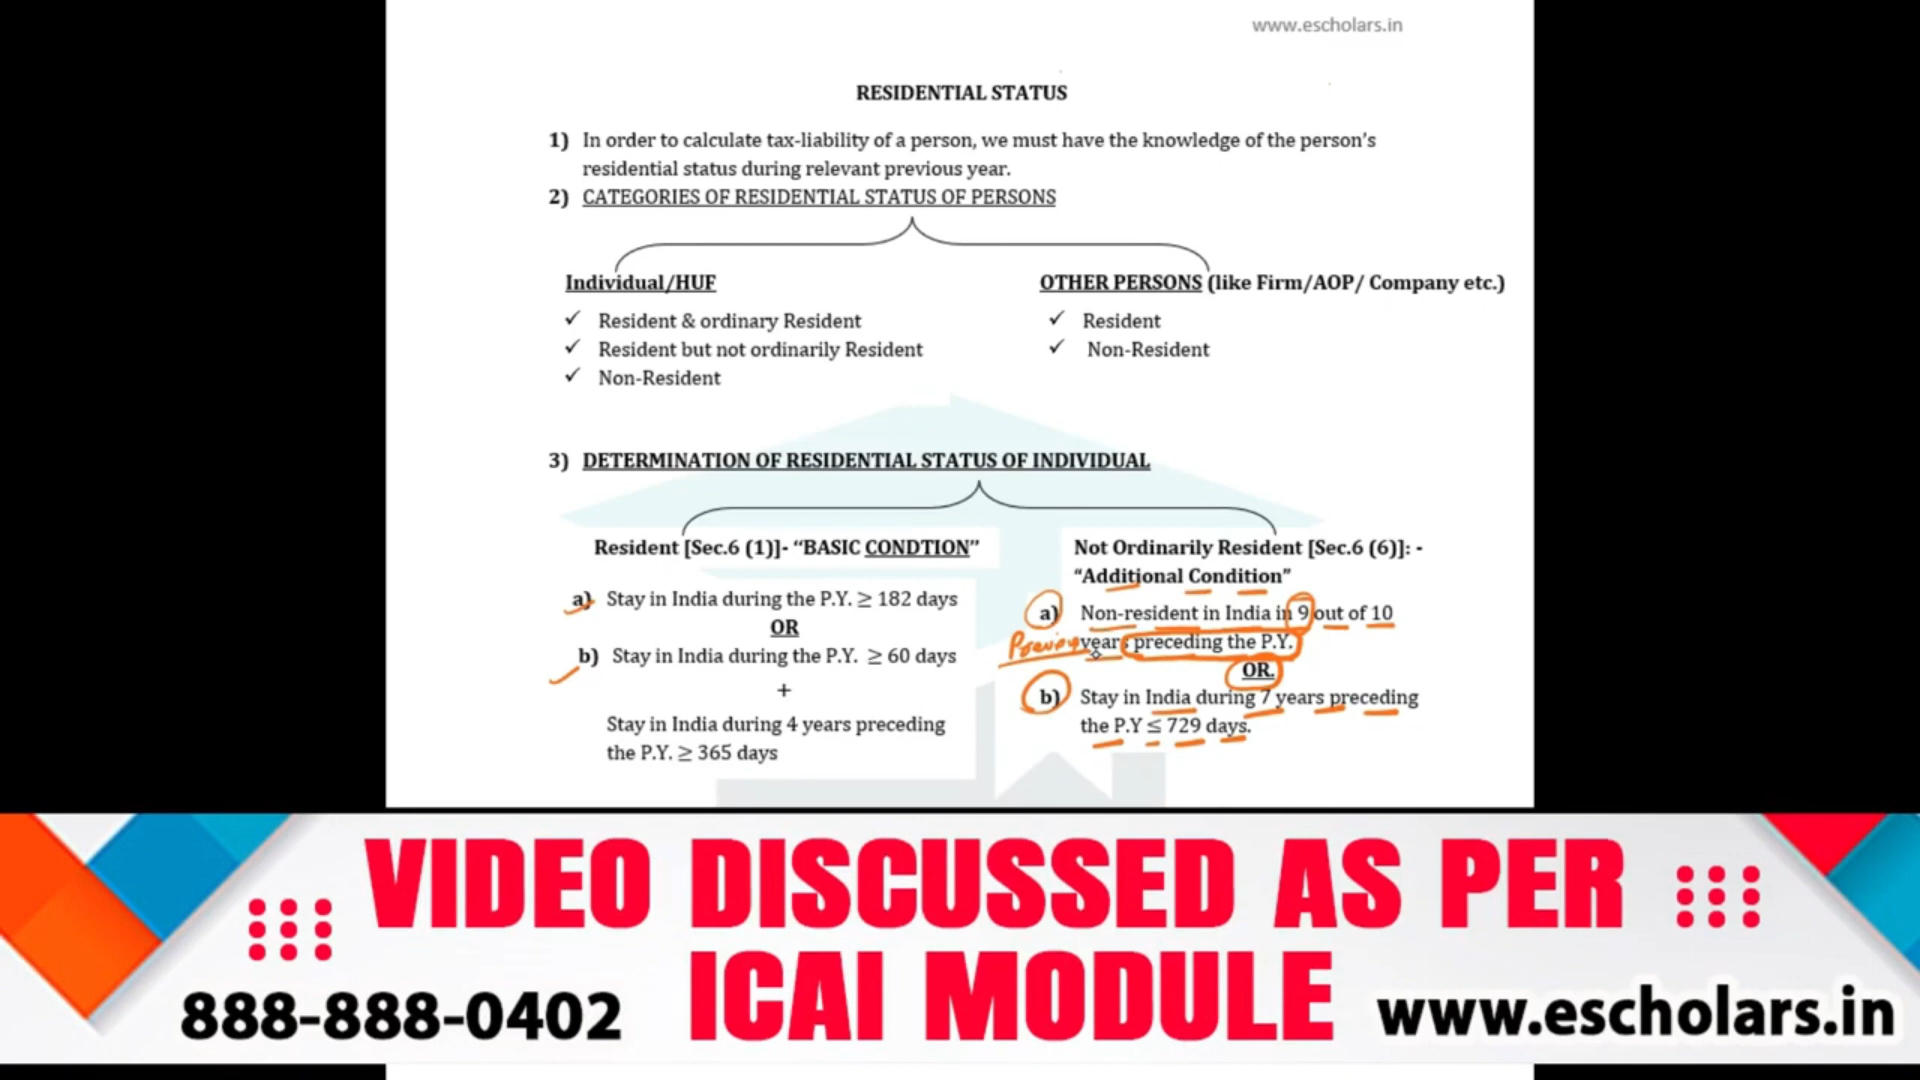 www.escholars.in
RESIDENTIAL STATUS
1) In order to calculate tax-liability of a person, we must have the knowledge of the person's
residential status during relevant previous year.
2) CATEGORIES OF RESIDENTIAL STATUS OF PERSONS
Individual/HUF
✓ Resident & ordinary Resident
✓ Resident but not ordinarily Resident
✓ Non-Resident
OTHER PERSONS (like Firm/AOP/ Company etc.)
✓ Resident
✓ Non-Resident
3) DETERMINATION OF RESIDENTIAL STATUS OF INDIVIDUAL
Resident [Sec.6 (1)]- “BASIC CONDTION”
a) Stay in India during the P.Y. ≥ 182 days
OR
b) Stay in India during the P.Y. ≥ 60 days
+
Stay in India during 4 years preceding
the P.Y. ≥ 365 days
Not Ordinarily Resident [Sec.6 (6)]: -
“Additional Condition”
a) Non-resident in India in 9 out of 10
years preceding the P.Y.
OR.
b) Stay in India during 7 years preceding
the P.Y ≤ 729 days.
VIDEO DISCUSSED AS PER
ICAI MODULE
888-888-0402
www.escholars.in